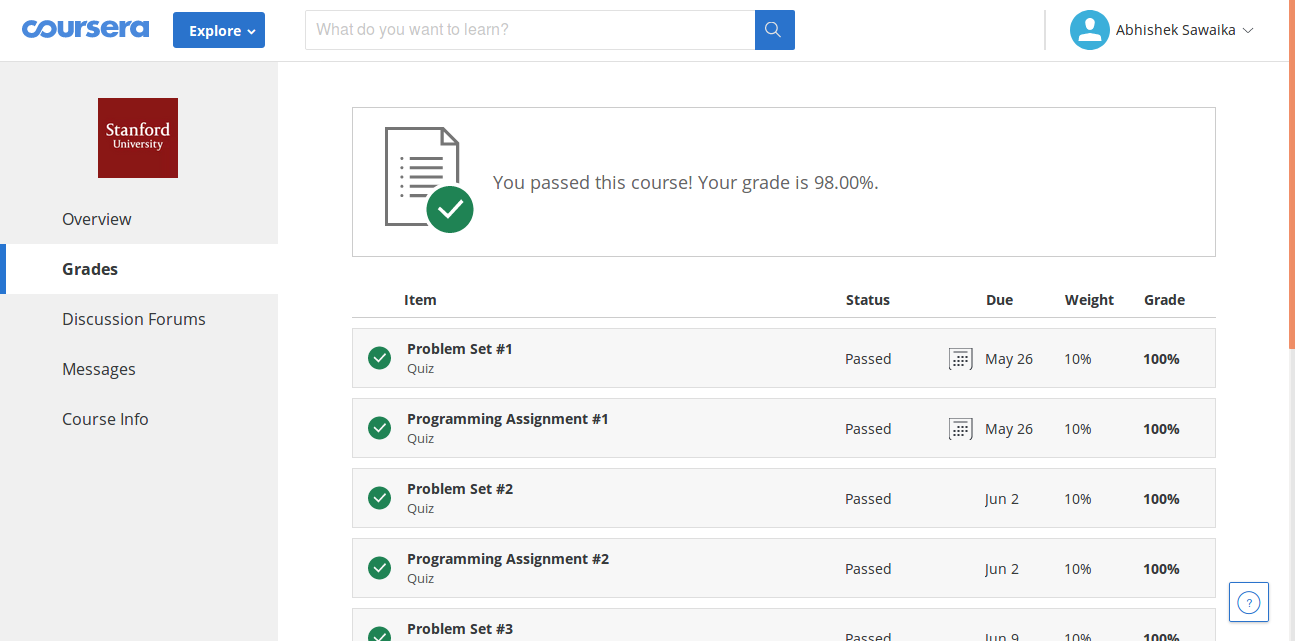 coursera
Explore
What do you want to learn?
Abhishek Sawaika
Stanford
University
Overview
Grades
Discussion Forums
Messages
Course Info
You passed this course! Your grade is 98.00%.
Item Status Due Weight Grade
Problem Set #1
Quiz
Passed May 26 10% 100%
Programming Assignment #1
Quiz
Passed May 26 10% 100%
Problem Set #2
Quiz
Passed Jun 2 10% 100%
Programming Assignment #2
Quiz
Passed Jun 2 10% 100%
Problem Set #3
Passed Jun 9 10% 100%
?